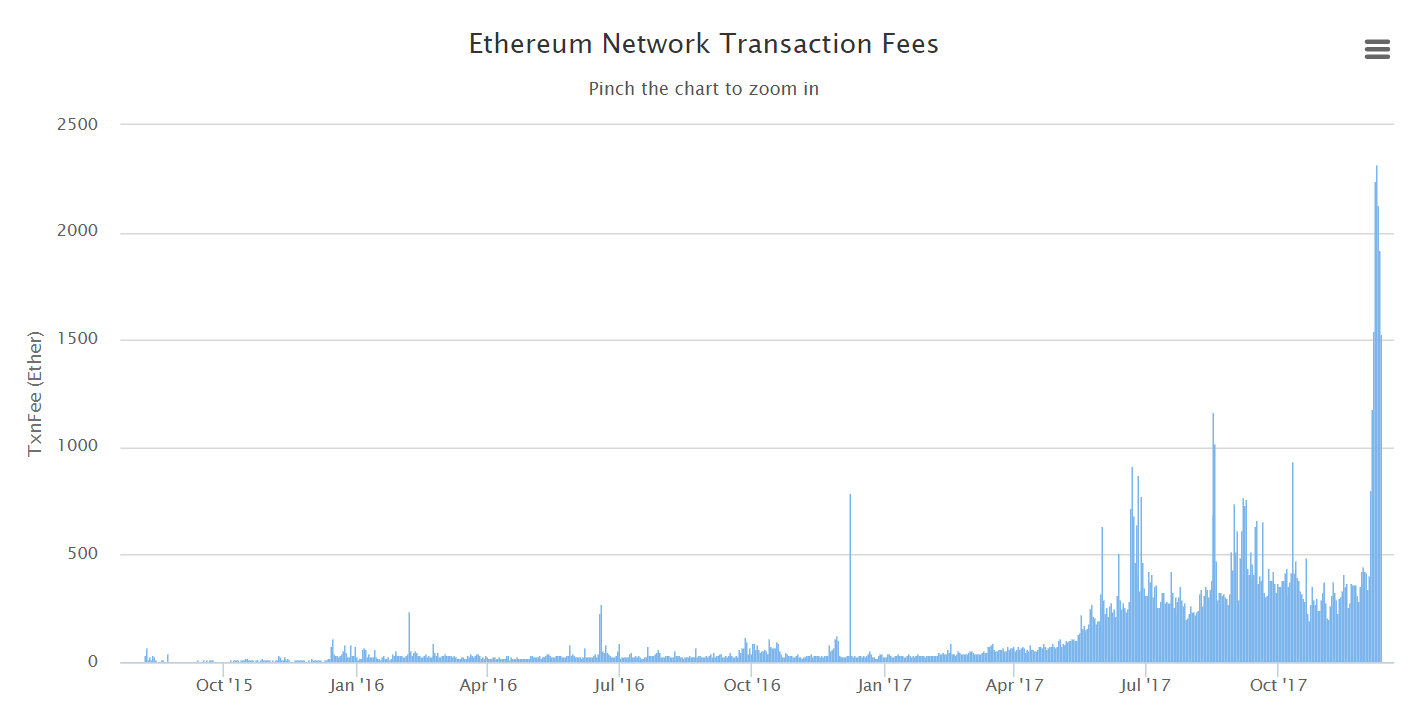 Ethereum Network Transaction Fees
Pinch the chart to zoom in
TxnFee (Ether)
2500
2000
1500
1000
500
0
Oct '15 Jan '16 Apr '16 Jul '16 Oct '16 Jan '17 Apr '17 Jul '17 Oct '17